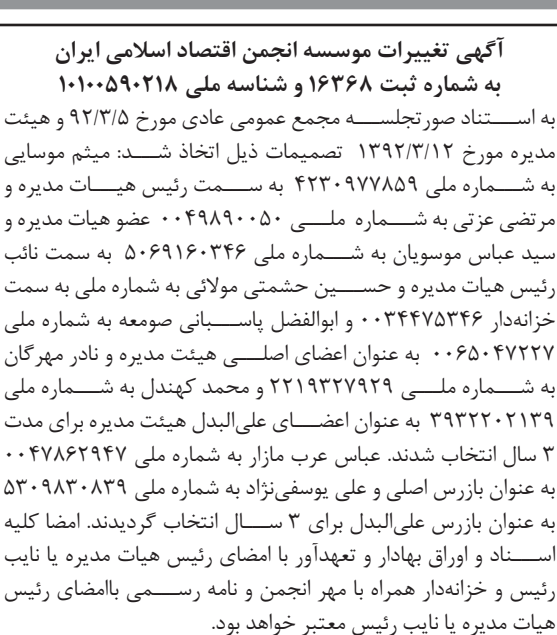 آگهی تغییرات موسسه انجمن اقتصاد اسلامی ایران
به شماره ثبت ۱۶۳۶۸ و شناسه ملی ۱۰۱۰۰۵۹۰۲۱۸
به استناد صورتجلسه مجمع عمومی عادی مورخ ۹۲/۳/۵ و هیئت
مدیره مورخ ۱۳۹۲/۳/۱۲ تصمیمات ذیل اتخاذ شد: میثم موسایی
به شماره ملی ۴۲۳۰۹۷۷۸۵۹ به سمت رئیس هیات مدیره و
مرتضی عزتی به شماره ملی ۰۰۴۹۸۹۰۰۵۰ عضو هیات مدیره و
سید عباس موسویان به شماره ملی ۵۰۶۹۱۶۰۳۴۶ به سمت نائب
رئیس هیات مدیره و حسین حشمتی مولائی به شماره ملی به سمت
خزانه‌دار ۰۰۳۴۴۷۵۳۴۶ و ابوالفضل پاسبانی صومعه به شماره ملی
۰۰۶۵۰۴۷۲۲۷ به عنوان اعضای اصلی هیئت مدیره و نادر مهرگان
به شماره ملی ۲۲۱۹۳۲۷۹۲۹ و محمد کهندل به شماره ملی
۳۹۳۲۲۰۲۱۳۹ به عنوان اعضای علی‌البدل هیئت مدیره برای مدت
۳ سال انتخاب شدند. عباس عرب مازار به شماره ملی ۰۰۴۷۸۶۲۹۴۷
به عنوان بازرس اصلی و علی یوسفی‌نژاد به شماره ملی ۵۳۰۹۸۳۰۸۳۹
به عنوان بازرس علی‌البدل برای ۳ سال انتخاب گردیدند. امضا کلیه
اسناد و اوراق بهادار و تعهدآور با امضای رئیس هیات مدیره یا نایب
رئیس و خزانه‌دار همراه با مهر انجمن و نامه رسمی باامضای رئیس
هیات مدیره یا نایب رئیس معتبر خواهد بود.